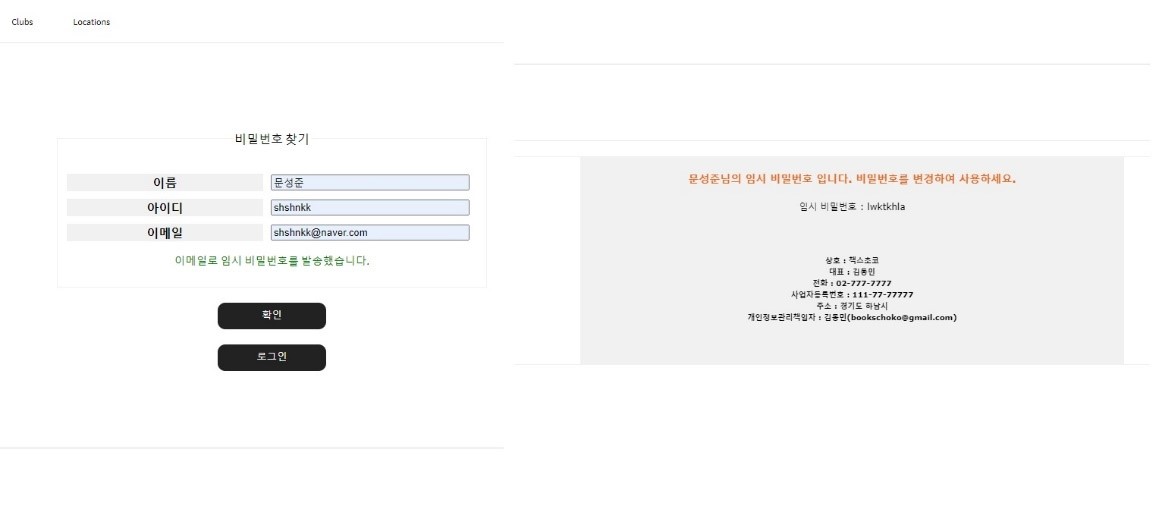 Clubs Locations
비밀번호 찾기
이름 문성준
아이디 shshnkk
이메일 shshnkk@naver.com
이메일로 임시 비밀번호를 발송했습니다.
확인
로그인
문성준님의 임시 비밀번호 입니다. 비밀번호를 변경하여 사용하세요.
임시 비밀번호 : lwktkhla
상호 : 책스초코
대표 : 김동민
전화 : 02-777-7777
사업자등록번호 : 111-77-77777
주소 : 경기도 하남시
개인정보관리책임자 : 김동민(bookschoko@gmail.com)